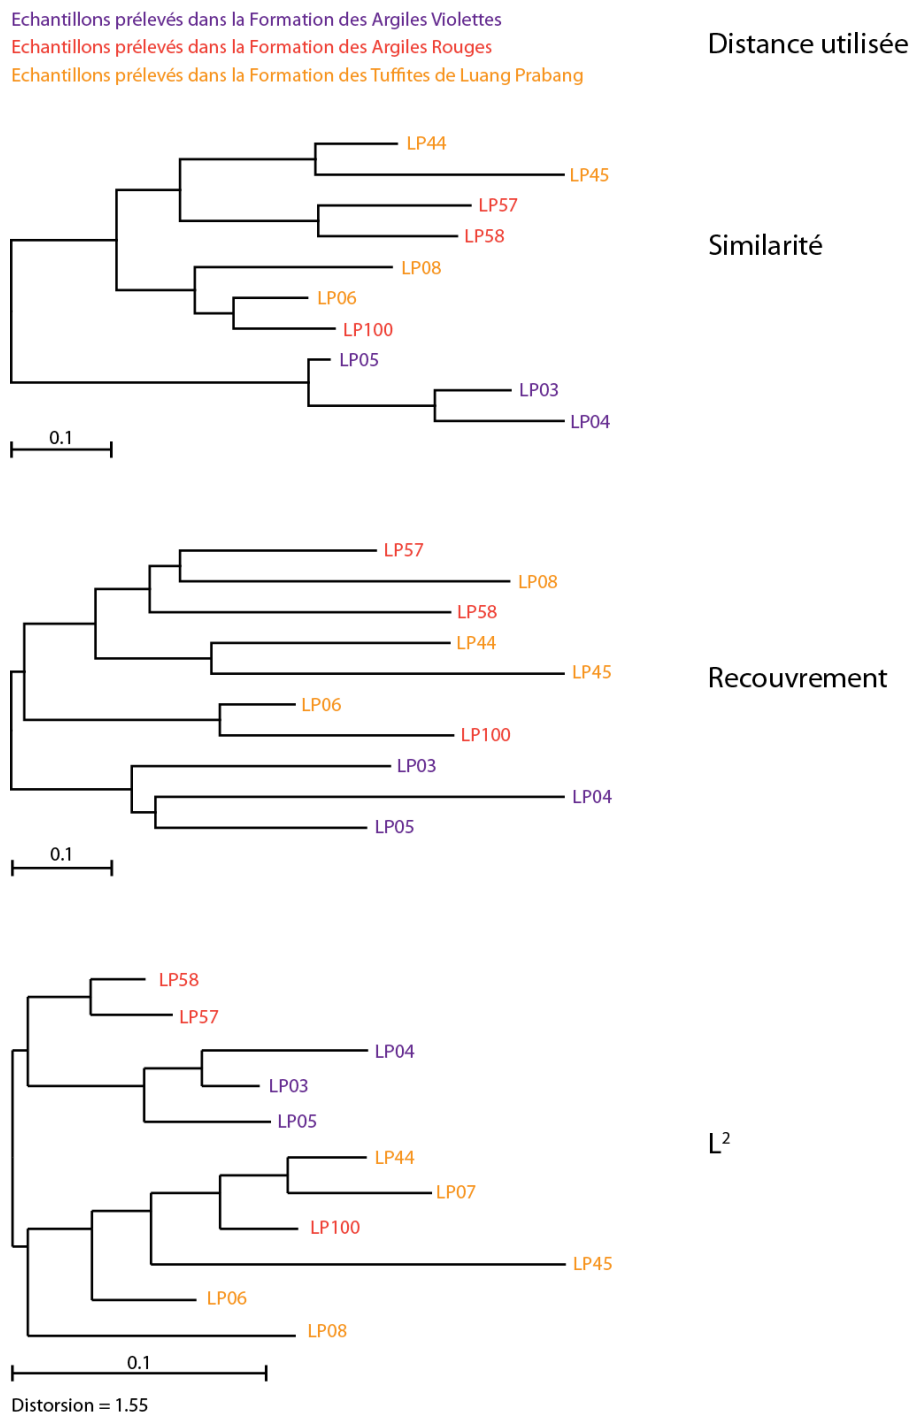 Echantillons prélevés dans la Formation des Argiles Violettes
Echantillons prélevés dans la Formation des Argiles Rouges
Echantillons prélevés dans la Formation des Tuffites de Luang Prabang
Distance utilisée
LP44
LP45
LP57
LP58
LP08
LP06
LP100
LP05
LP03
LP04
Similarité
0.1
LP57
LP08
LP58
LP44
LP45
LP06
LP100
LP03
LP04
LP05
Recouvrement
0.1
LP58
LP57
LP04
LP03
LP05
LP44
LP07
LP100
LP45
LP06
LP08
L²
0.1
Distorsion = 1.55